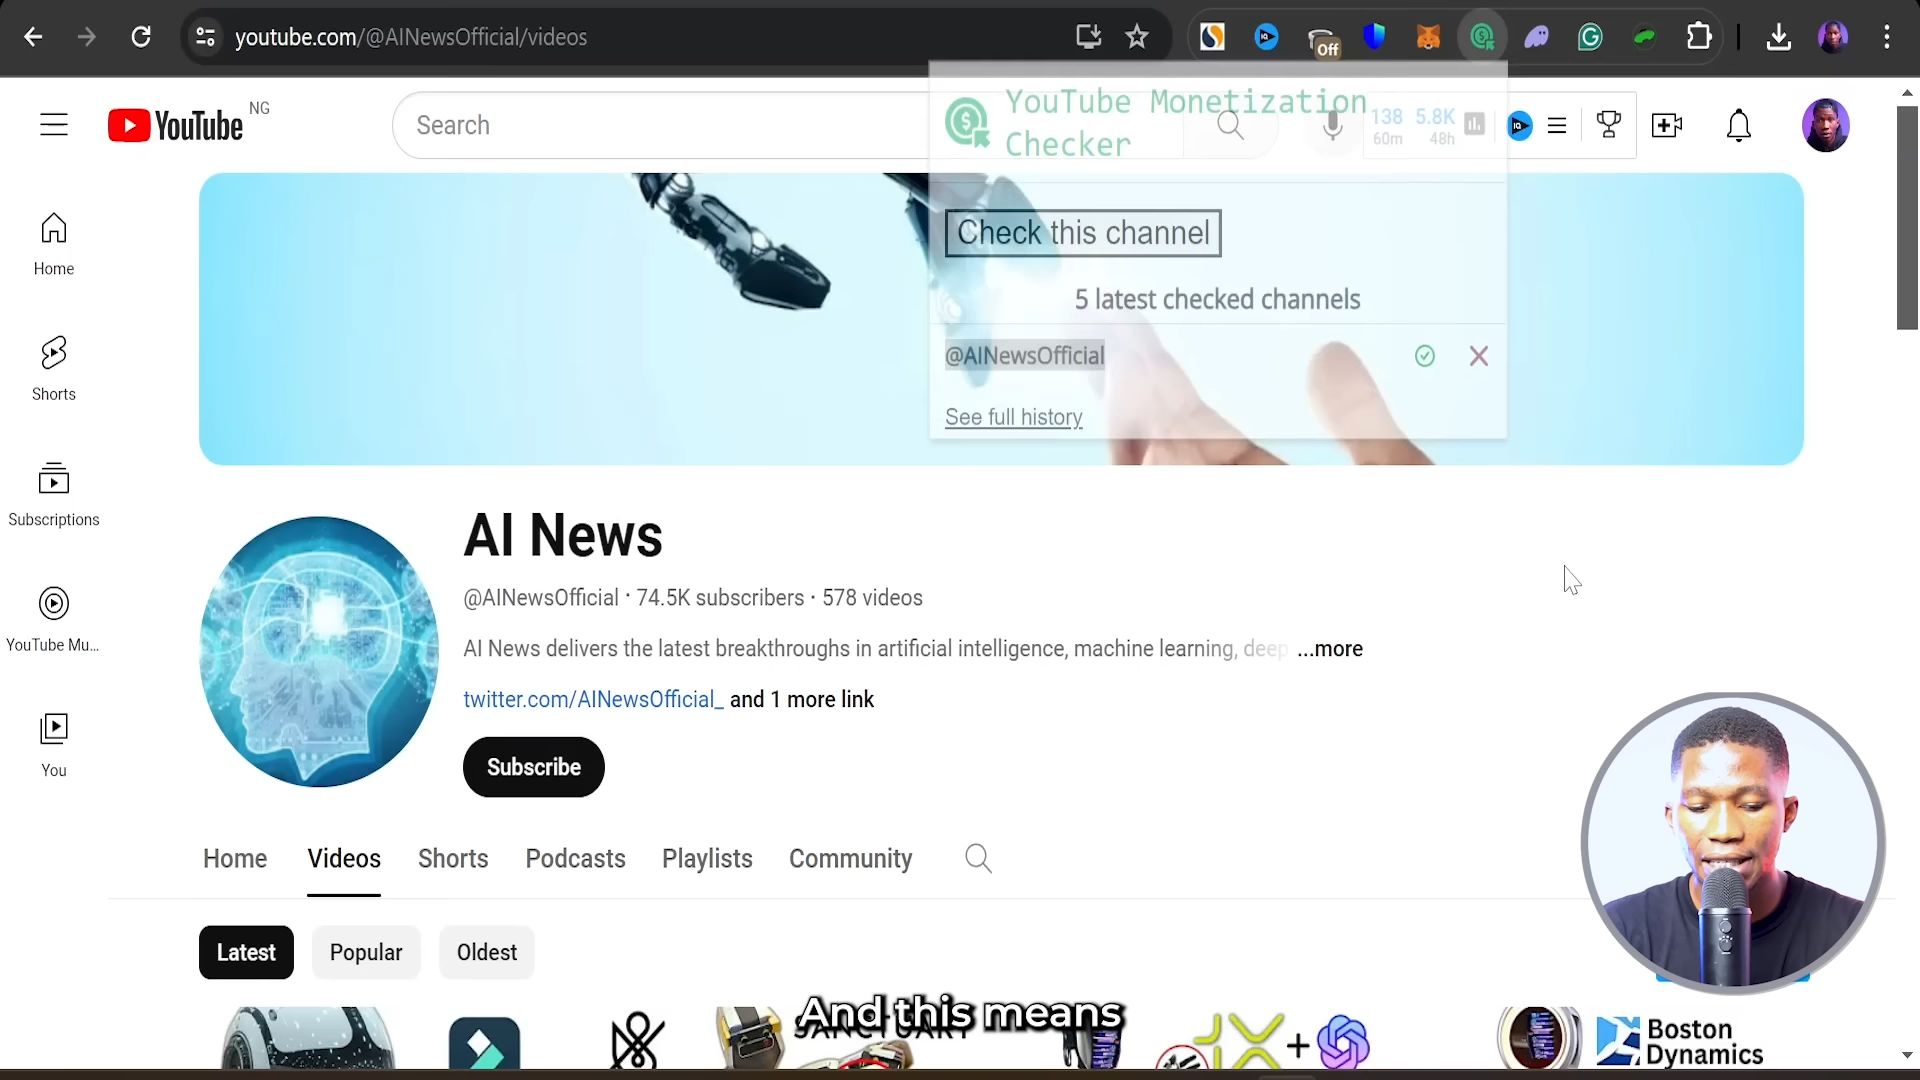 youtube.com/@AINewsOfficial/videos
Off
YouTube NG
Search
YouTube Monetization
Checker
138 5.8K
60m 48h
Check this channel
5 latest checked channels
@AINewsOfficial
See full history
Home
Shorts
Subscriptions
YouTube Mu...
You
AI News
@AINewsOfficial · 74.5K subscribers · 578 videos
AI News delivers the latest breakthroughs in artificial intelligence, machine learning, deep ...more
twitter.com/AINewsOfficial_ and 1 more link
Subscribe
Home Videos Shorts Podcasts Playlists Community
Latest Popular Oldest
And this means
SANCTUARY
Boston
Dynamics